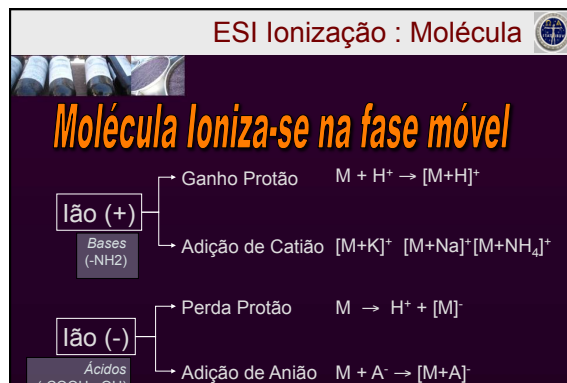 ESI Ionização : Molécula
Molécula Ioniza-se na fase móvel
Ganho Protão M + H⁺ → [M+H]⁺
Ião (+)
Bases
(-NH2)
Adição de Catião [M+K]⁺ [M+Na]⁺[M+NH₄]⁺
Perda Protão M → H⁺ + [M]⁻
Ião (-)
Ácidos
Adição de Anião M + A⁻ → [M+A]⁻